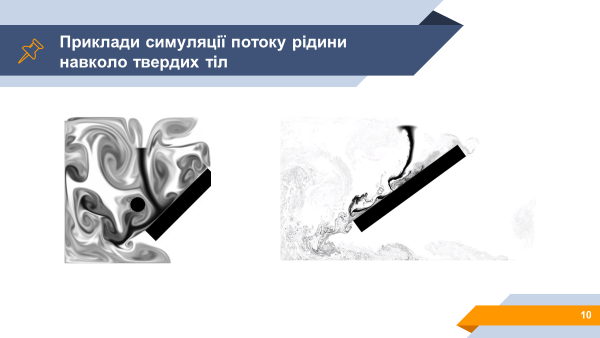 Приклади симуляції потоку рідини
навколо твердих тіл
10